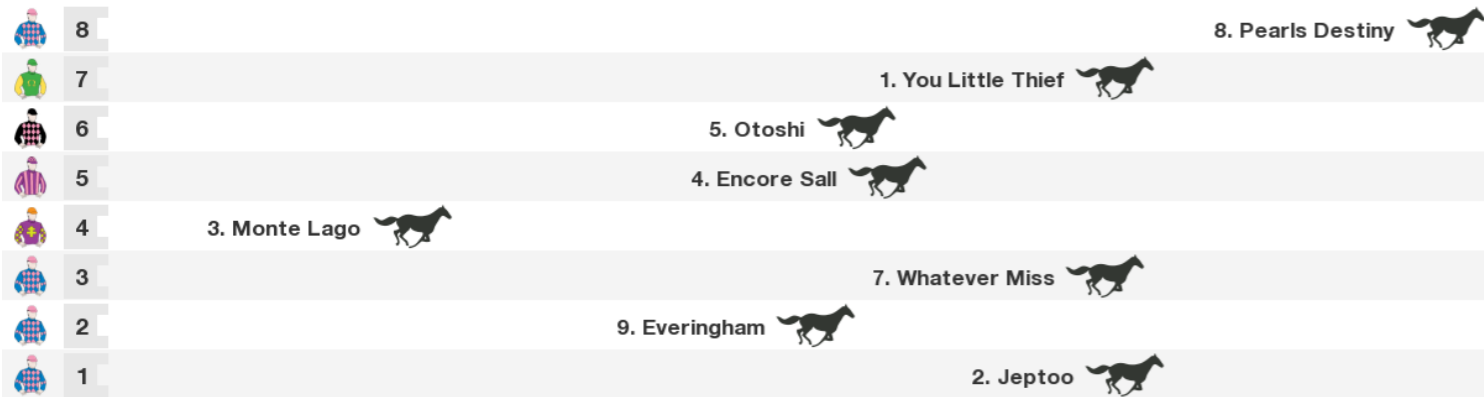 8 8. Pearls Destiny
7 1. You Little Thief
6 5. Otoshi
5 4. Encore Sall
4 3. Monte Lago
3 7. Whatever Miss
2 9. Everingham
1 2. Jeptoo